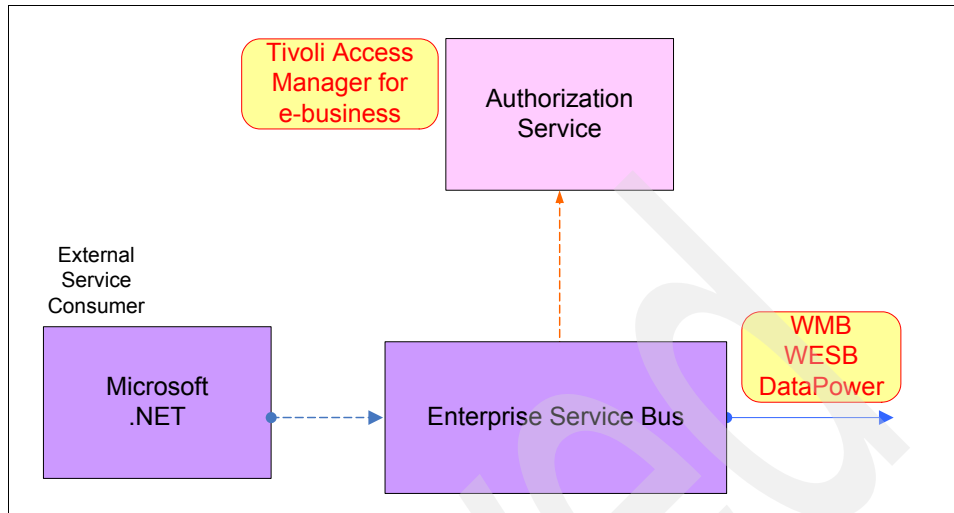 Tivoli Access
Manager for
e-business
Authorization
Service
External
Service
Consumer
Microsoft
.NET
Enterprise Service Bus
WMB
WESB
DataPower